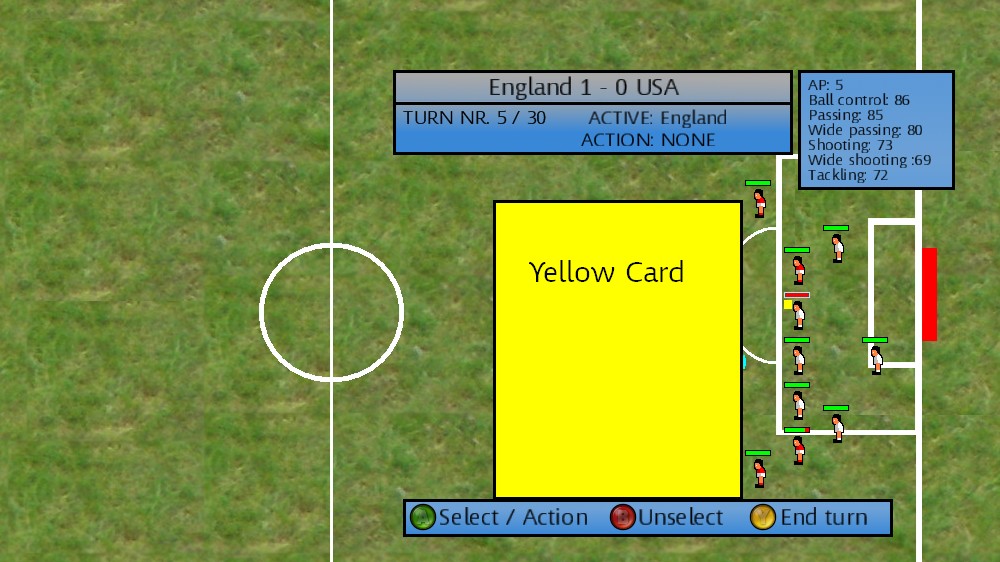 England 1 - 0 USA
TURN NR. 5 / 30 ACTIVE: England
ACTION: NONE
AP: 5
Ball control: 86
Passing: 85
Wide passing: 80
Shooting: 73
Wide shooting :69
Tackling: 72
Yellow Card
A Select / Action B Unselect Y End turn